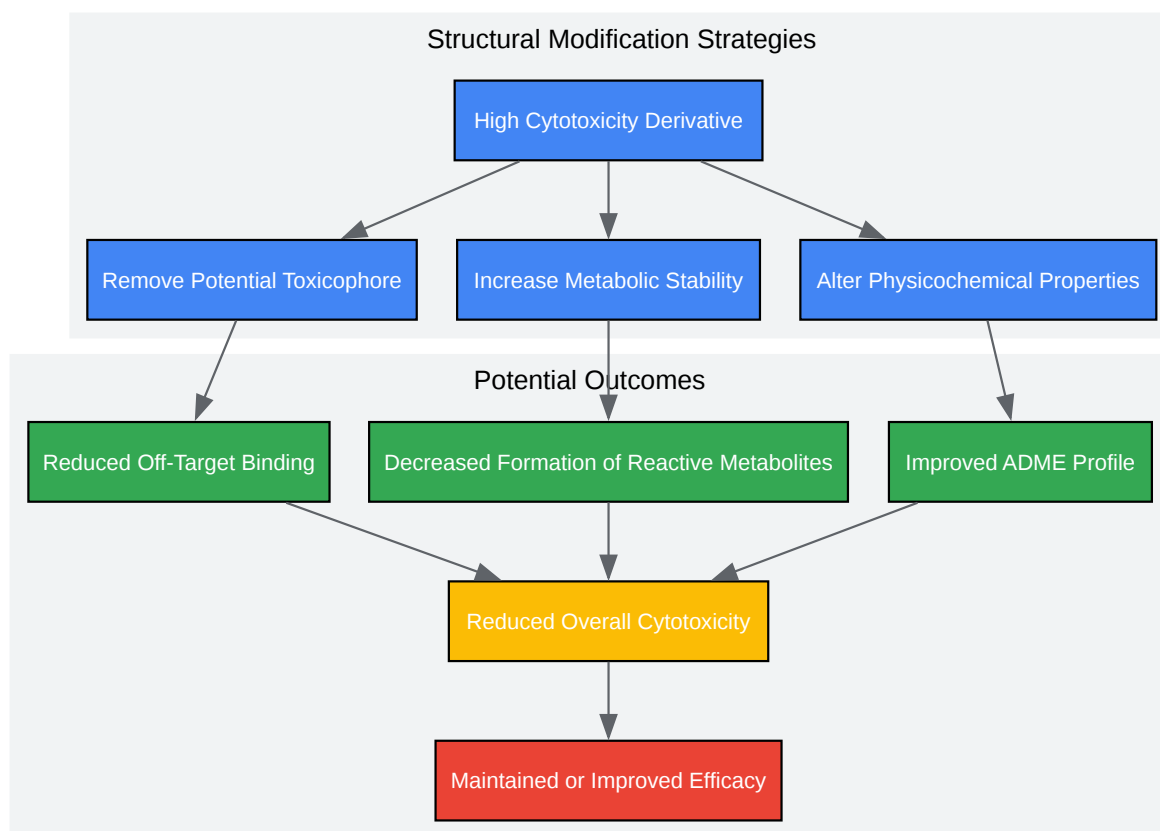 Structural Modification Strategies
High Cytotoxicity Derivative
Remove Potential Toxicophore
Increase Metabolic Stability
Alter Physicochemical Properties
Potential Outcomes
Reduced Off-Target Binding
Decreased Formation of Reactive Metabolites
Improved ADME Profile
Reduced Overall Cytotoxicity
Maintained or Improved Efficacy